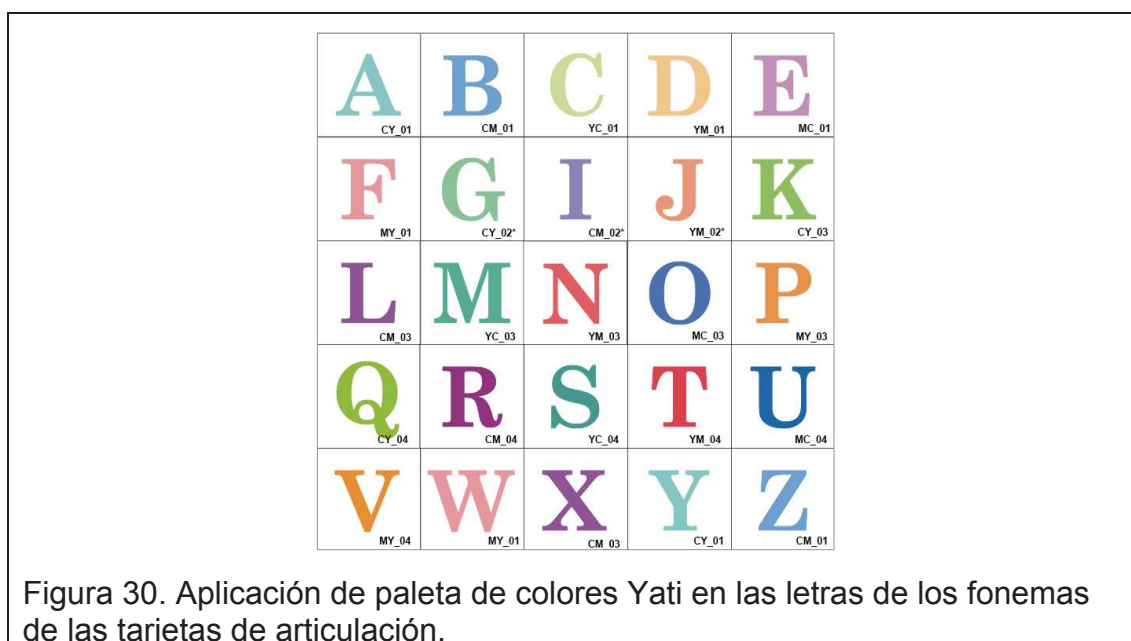 A B C D E
CY_01 CM_01 YC_01 YM_01 MC_01
F G I J K
MY_01 CY_02* CM_02* YM_02* CY_03
L M N O P
CM_03 YC_03 YM_03 MC_03 MY_03
Q R S T U
CY_04 CM_04 YC_04 YM_04 MC_04
V W X Y Z
MY_04 MY_01 CM_03 CY_01 CM_01
Figura 30. Aplicación de paleta de colores Yati en las letras de los fonemas
de las tarjetas de articulación.